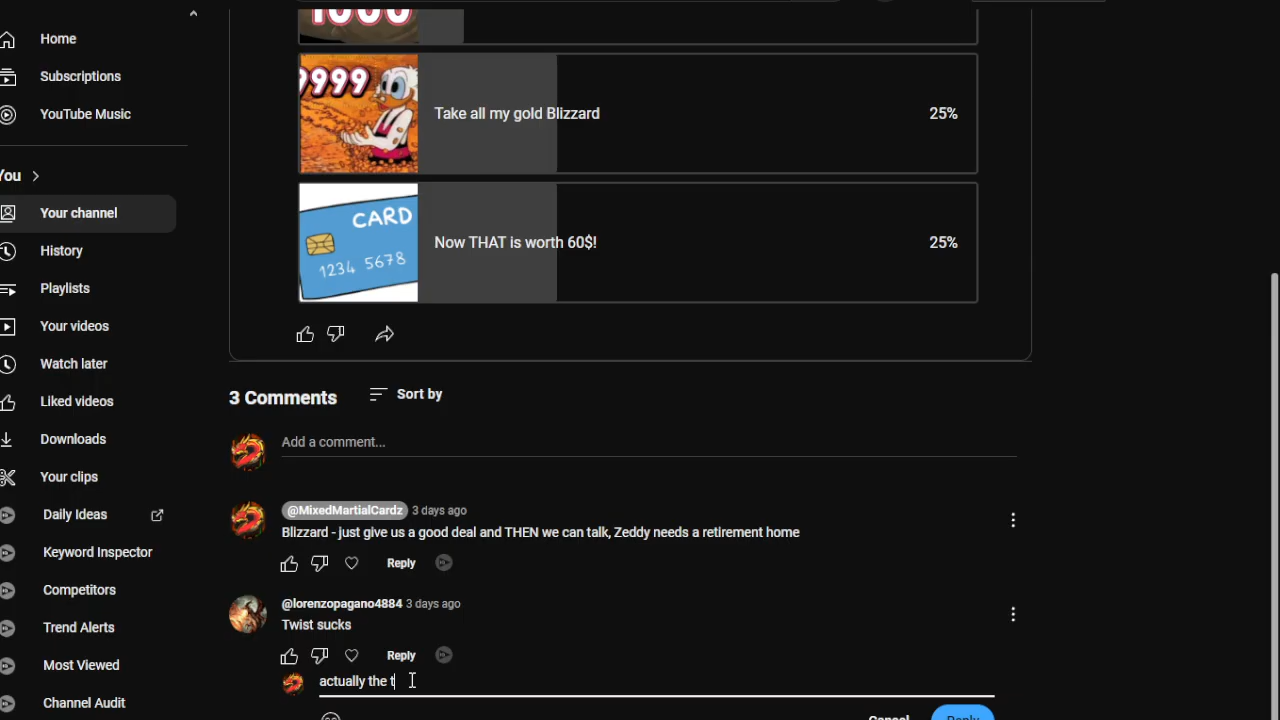 1000
Home
9999
Subscriptions
Take all my gold Blizzard
25%
YouTube Music
You
CARD
Your channel
1234 5678
Now THAT is worth 60$!
25%
History
Playlists
Your videos
Watch later
Liked videos
3 Comments
Sort by
Downloads
Add a comment...
Your clips
Daily Ideas
@MixedMartialCardz 3 days ago
Blizzard - just give us a good deal and THEN we can talk, Zeddy needs a retirement home
Keyword Inspector
Reply
Competitors
@lorenzopagano4884 3 days ago
Twist sucks
Trend Alerts
Reply
Most Viewed
actually the t
Channel Audit
Cancel
Reply